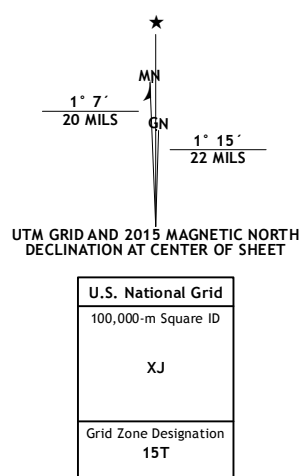 ★
MN
1° 7´
20 MILS
GN
1° 15´
22 MILS
UTM GRID AND 2015 MAGNETIC NORTH
DECLINATION AT CENTER OF SHEET
U.S. National Grid
100,000-m Square ID
XJ
Grid Zone Designation
15T